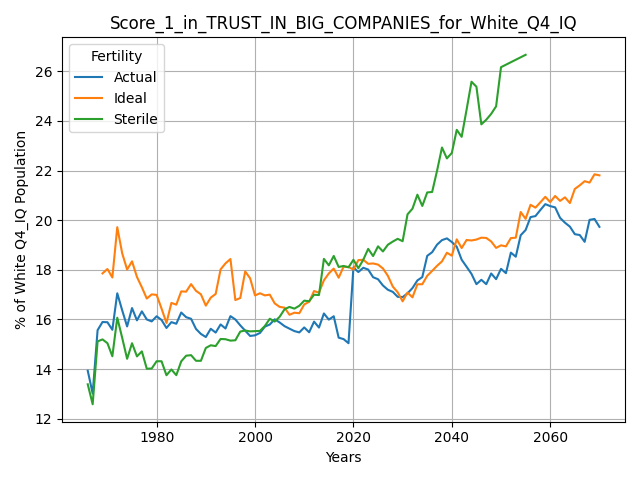 Score_1_in_TRUST_IN_BIG_COMPANIES_for_White_Q4_IQ
Fertility
Actual
Ideal
Sterile
% of White Q4_IQ Population
26
24
22
20
18
16
14
12
1980
2000
2020
2040
2060
Years